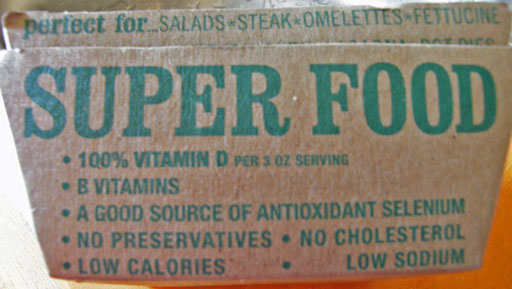 perfect for...SALADS*STEAK*OMELETTES*FETTUCINE
SUPER FOOD
• 100% VITAMIN D PER 3 OZ SERVING
• B VITAMINS
• A GOOD SOURCE OF ANTIOXIDANT SELENIUM
• NO PRESERVATIVES • NO CHOLESTEROL
• LOW CALORIES • LOW SODIUM